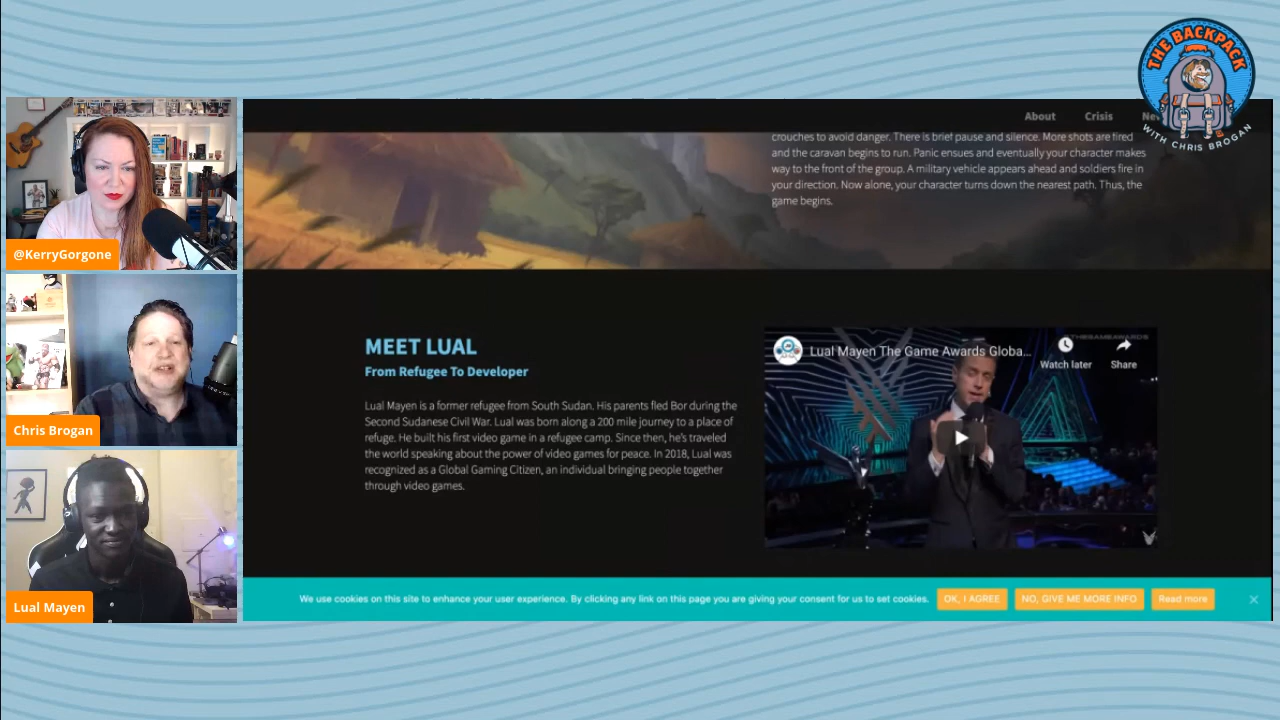 THE BACKPACK
WITH CHRIS BROGAN
@KerryGorgone
Chris Brogan
Lual Mayen
About Crisis
crouches to avoid danger. There is brief pause and silence. More shots are fired
and the caravan begins to run. Panic ensues and eventually your character makes
way to the front of the group. A military vehicle appears ahead and soldiers fire in
your direction. Now alone, your character turns down the nearest path. Thus, the
game begins.
MEET LUAL
From Refugee To Developer
Lual Mayen is a former refugee from South Sudan. His parents fled Bor during the
Second Sudanese Civil War. Lual was born along a 200 mile journey to a place of
refuge. He built his first video game in a refugee camp. Since then, he's traveled
the world speaking about the power of video games for peace. In 2018, Lual was
recognized as a Global Gaming Citizen, an individual bringing people together
through video games.
Lual Mayen The Game Awards Globa...
Watch later
Share
We use cookies on this site to enhance your user experience. By clicking any link on this page you are giving your consent for us to set cookies.
OK, I AGREE
NO, GIVE ME MORE INFO
Read more